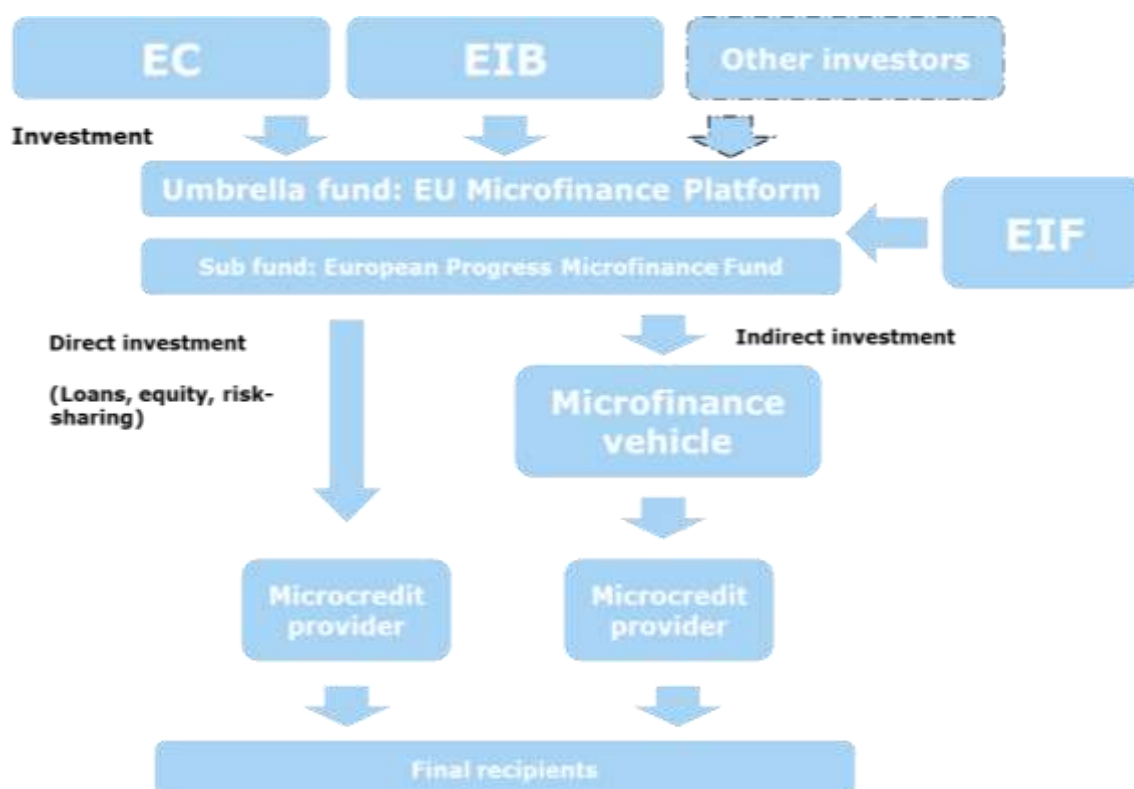 EC
EIB
Other investors
Investment
Umbrella fund: EU Microfinance Platform
EIF
Sub fund: European Progress Microfinance Fund
Direct investment
(Loans, equity, risk-
sharing)
Indirect investment
Microfinance
vehicle
Microcredit
provider
Microcredit
provider
Final recipients